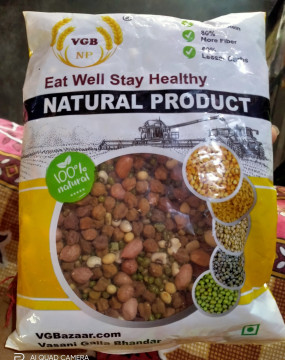 VGB
NP
More Fiber
Eat Well Stay Healthy
NATURAL PRODUCT
100%
natural
VGBazaar.com
Vasani Galla Bhandar
AI QUAD CAMERA